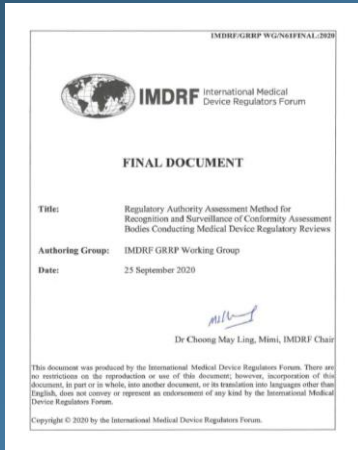 IMDRF/GRRP WG/N61FINAL:2020
IMDRF International Medical
Device Regulators Forum
FINAL DOCUMENT
Title: Regulatory Authority Assessment Method for
Recognition and Surveillance of Conformity Assessment
Bodies Conducting Medical Device Regulatory Reviews
Authoring Group: IMDRF GRRP Working Group
Date: 25 September 2020
Dr Choong May Ling, Mimi, IMDRF Chair
This document was produced by the International Medical Device Regulators Forum. There are
no restrictions on the reproduction or use of this document; however, incorporation of this
document, in part or in whole, into another document, or its translation into languages other than
English, does not convey or represent an endorsement of any kind by the International Medical
Device Regulators Forum.
Copyright © 2020 by the International Medical Device Regulators Forum.